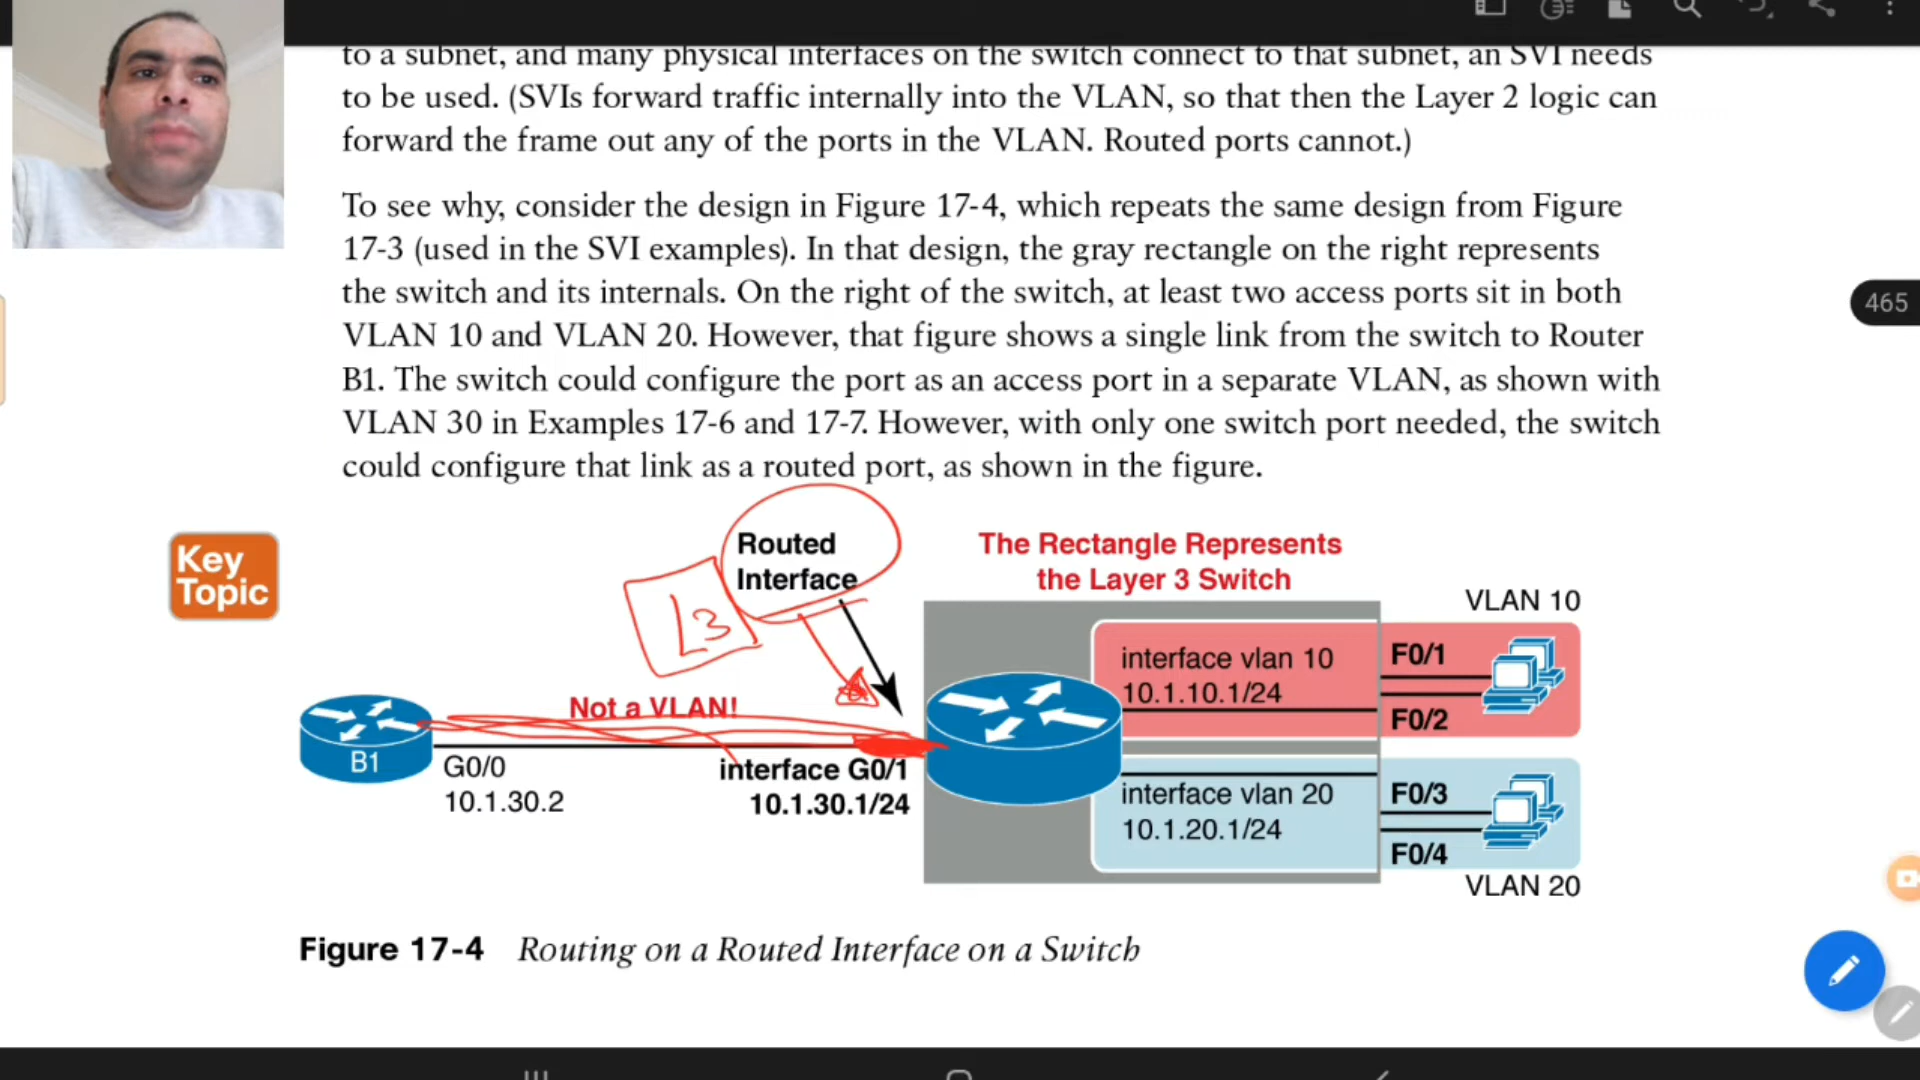 to a subnet, and many physical interfaces on the switch connect to that subnet, an SVI needs
to be used. (SVIs forward traffic internally into the VLAN, so that then the Layer 2 logic can
forward the frame out any of the ports in the VLAN. Routed ports cannot.)
To see why, consider the design in Figure 17-4, which repeats the same design from Figure
17-3 (used in the SVI examples). In that design, the gray rectangle on the right represents
the switch and its internals. On the right of the switch, at least two access ports sit in both
VLAN 10 and VLAN 20. However, that figure shows a single link from the switch to Router
B1. The switch could configure the port as an access port in a separate VLAN, as shown with
VLAN 30 in Examples 17-6 and 17-7. However, with only one switch port needed, the switch
could configure that link as a routed port, as shown in the figure.
465
Key
Topic
Routed
Interface
L3
The Rectangle Represents
the Layer 3 Switch
VLAN 10
interface vlan 10
10.1.10.1/24
F0/1
F0/2
Not a VLAN!
B1
G0/0
10.1.30.2
interface G0/1
10.1.30.1/24
interface vlan 20
10.1.20.1/24
F0/3
F0/4
VLAN 20
Figure 17-4 Routing on a Routed Interface on a Switch